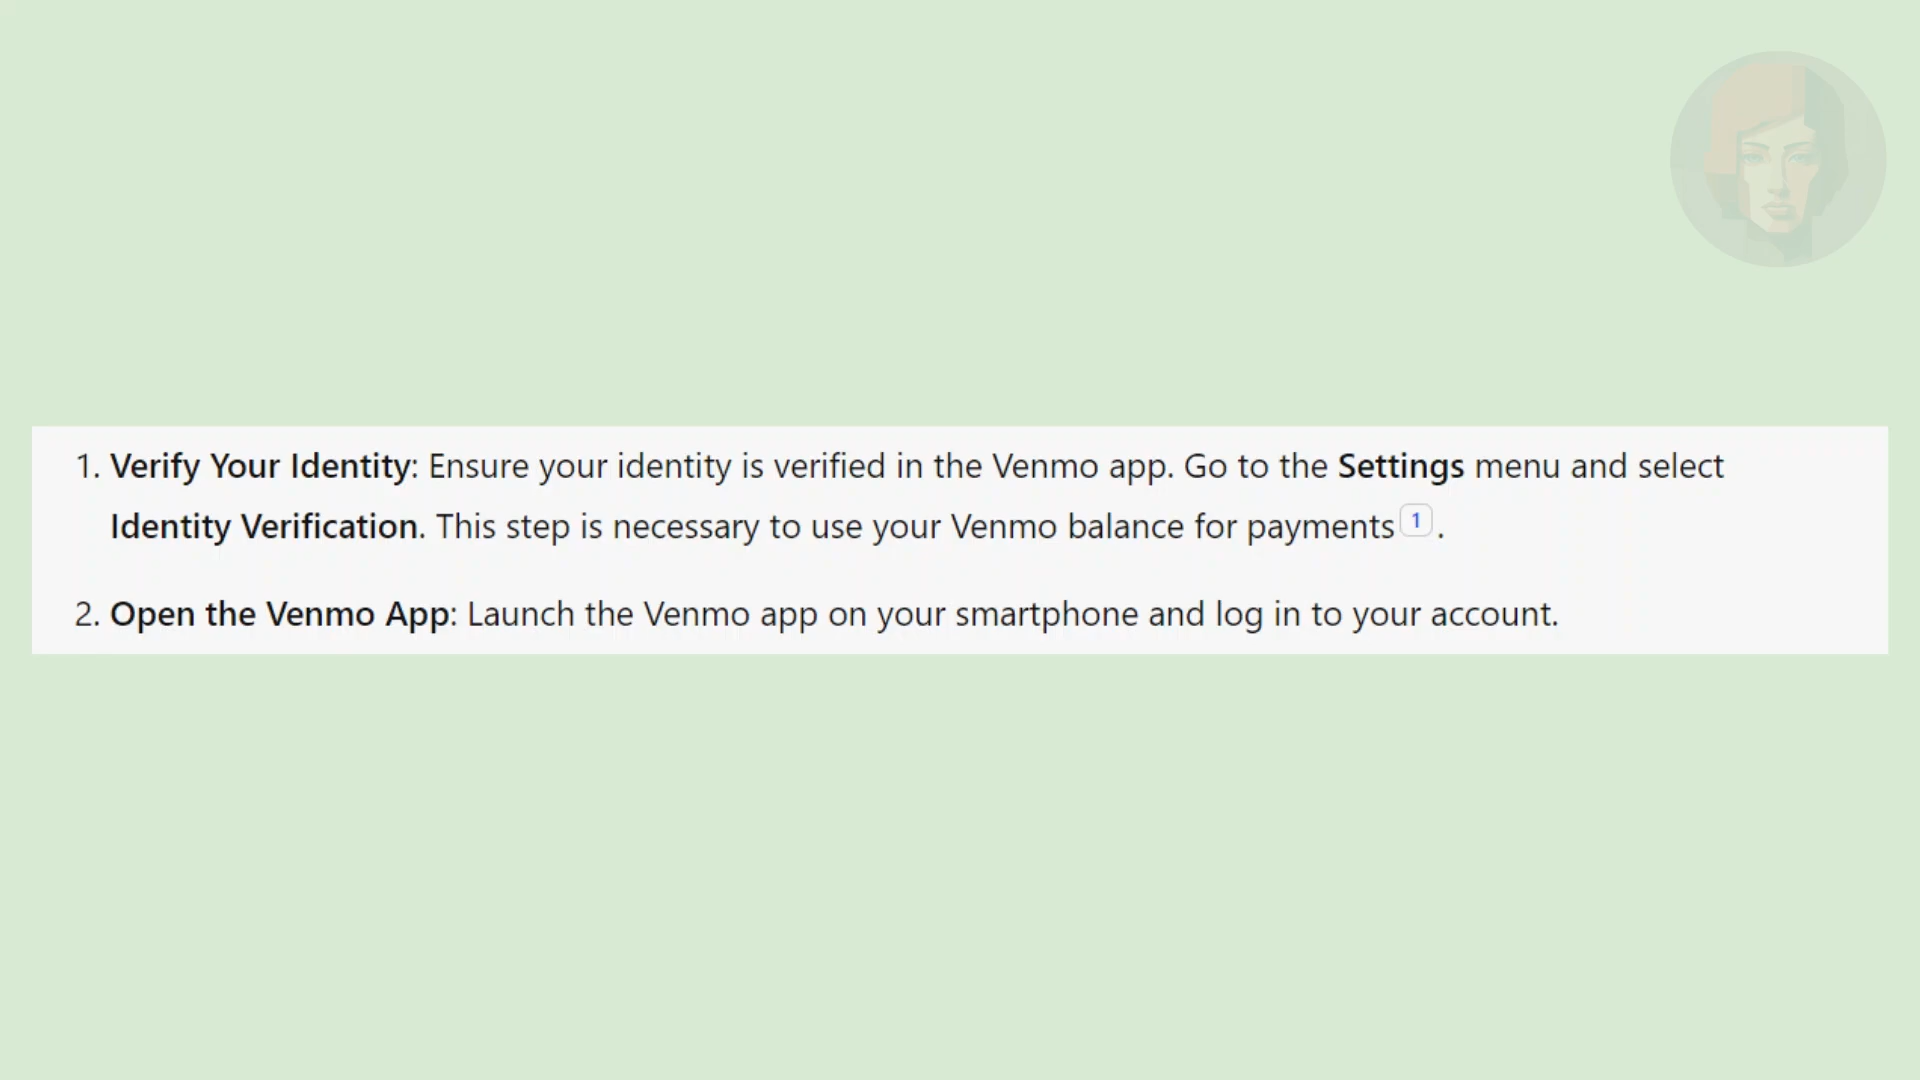 1. Verify Your Identity: Ensure your identity is verified in the Venmo app. Go to the Settings menu and select
Identity Verification. This step is necessary to use your Venmo balance for payments 1 .
2. Open the Venmo App: Launch the Venmo app on your smartphone and log in to your account.